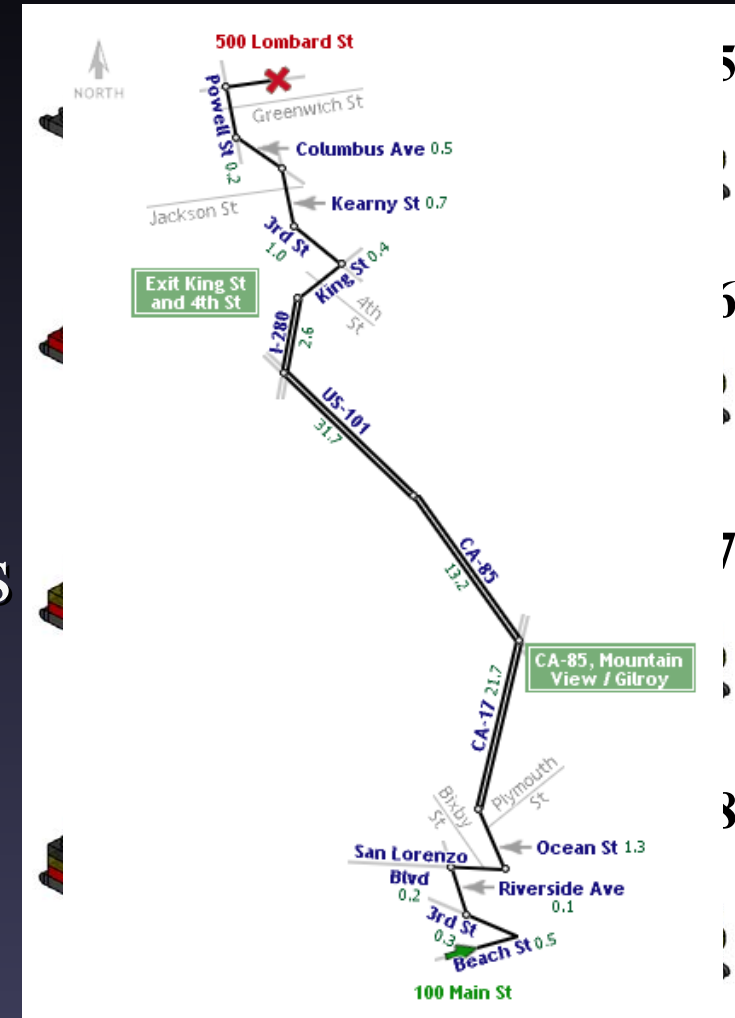 500 Lombard St
NORTH
Powell St 0.2
Greenwich St
Columbus Ave 0.5
Jackson St
Kearny St 0.7
3rd St
1.0
King St 0.4
4th
St
Exit King St
and 4th St
I-280
2.6
US-101
31.7
CA-85
13.2
CA-85, Mountain
View / Gilroy
CA-17 21.7
Plymouth
St
Bixby
St
Ocean St 1.3
San Lorenzo
Blvd
0.2
Riverside Ave
0.1
3rd St
0.3
Beach St 0.5
100 Main St
5
6
7
8
s